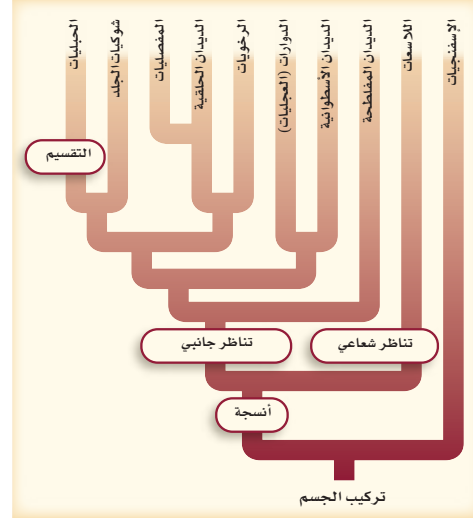 الإسفنجيات
اللاسعات
الديدان المفلطحة
الديدان الأسطوانية
الدوارات (العجليات)
الرخويات
الديدان الحلقية
المفصليات
شوكيات الجلد
الحبليات
التقسيم
تناظر شعاعي
تناظر جانبي
أنسجة
تركيب الجسم